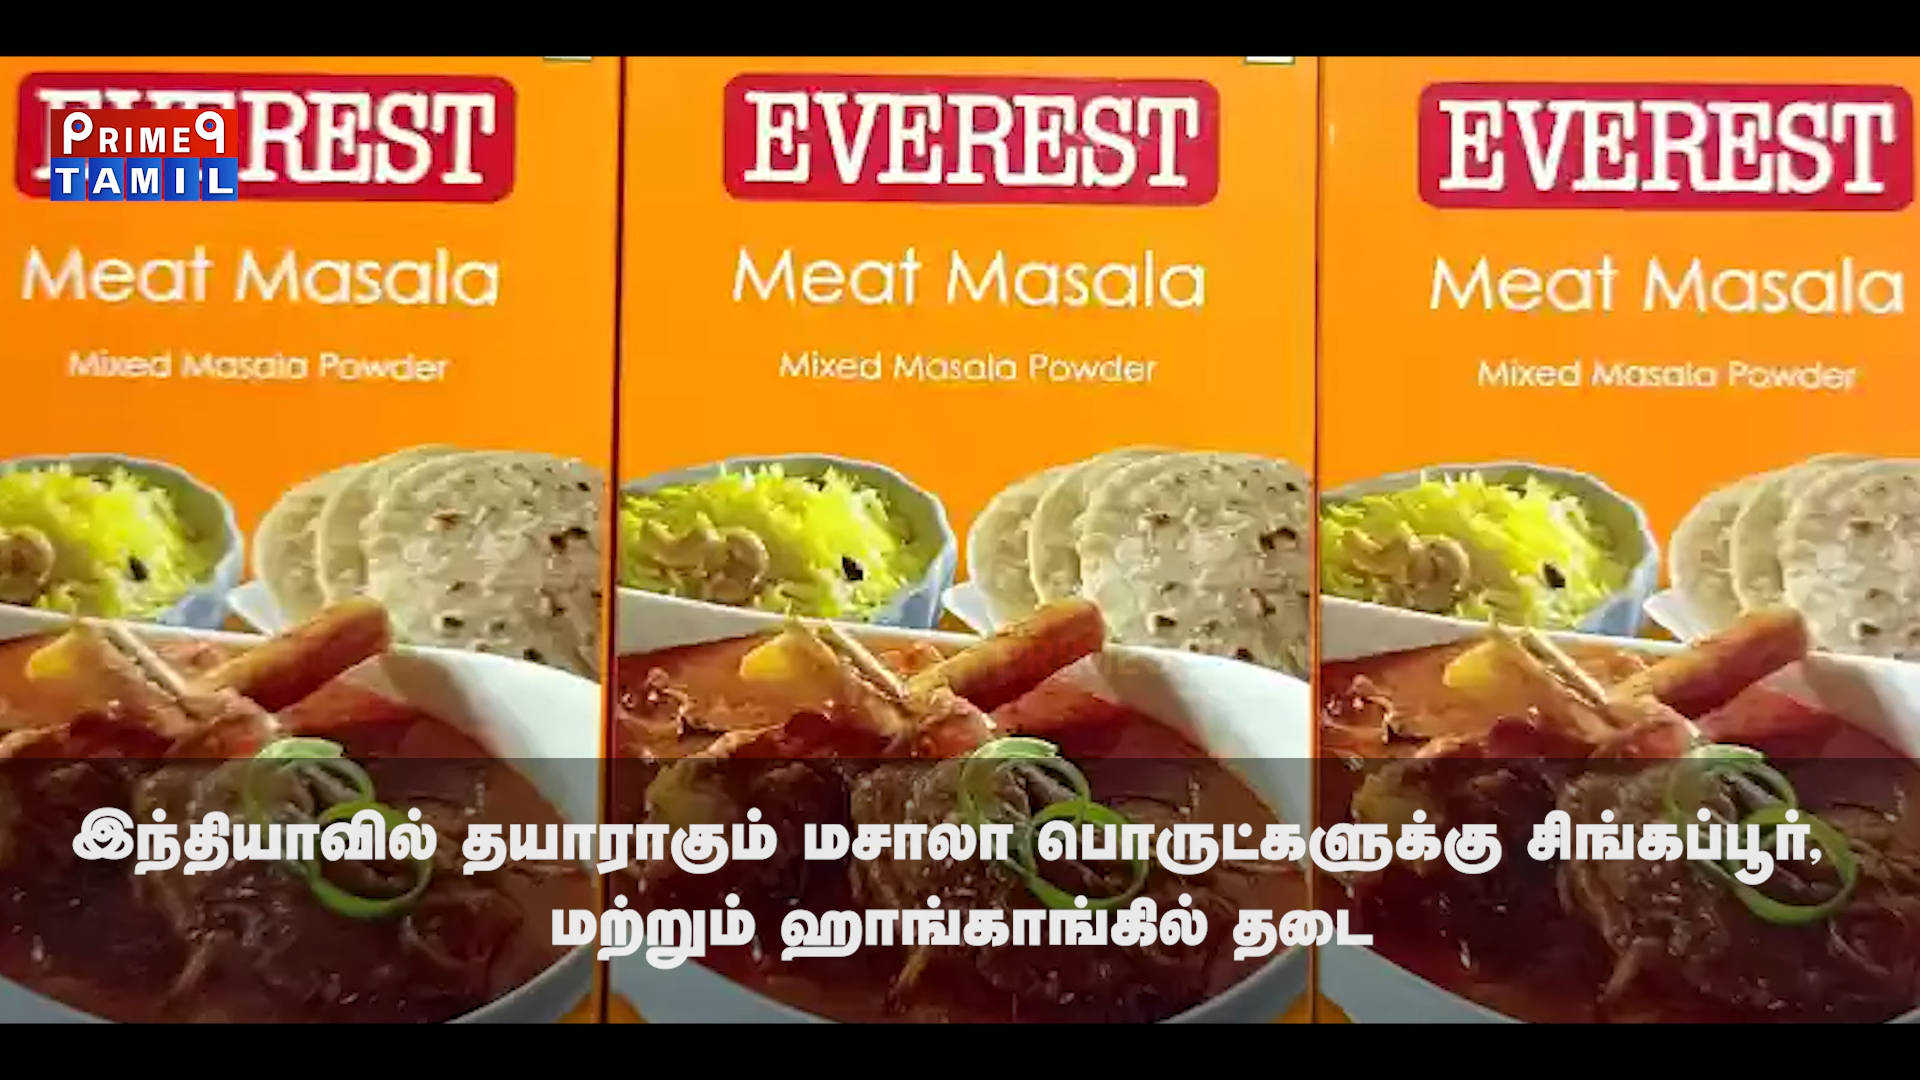 EVEREST
EVEREST
EVEREST
PRIME9
TAMIL
Meat Masala
Meat Masala
Meat Masala
Mixed Masala Powder
Mixed Masala Powder
Mixed Masala Powder
இந்தியாவில் தயாராகும் மசாலா பொருட்களுக்கு சிங்கப்பூர்,
மற்றும் ஹாங்காங்கில் தடை